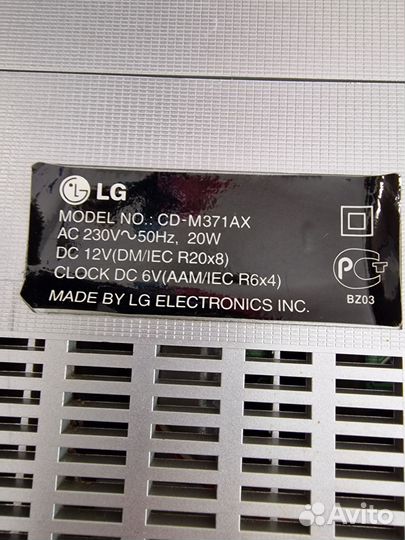 LG
MODEL NO.: CD-M371AX
AC 230V~50Hz, 20W
DC 12V(DM/IEC R20x8)
CLOCK DC 6V(AAM/IEC R6x4)
MADE BY LG ELECTRONICS INC.
РСТ
BZ03
Avito